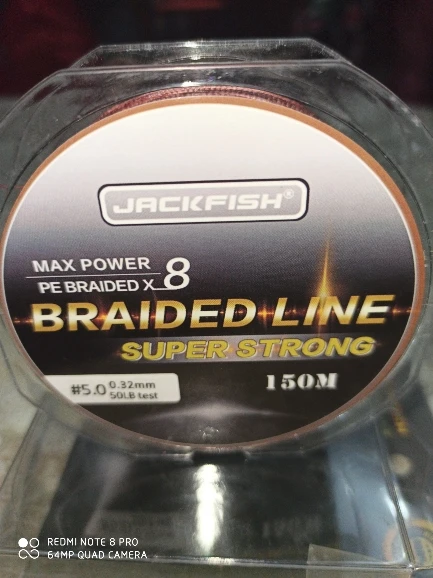 JACKFISH®
MAX POWER
PE BRAIDED X 8
BRAIDED LINE
SUPER STRONG
#5.0 0.32mm
50LB test
150M
REDMI NOTE 8 PRO
64MP QUAD CAMERA